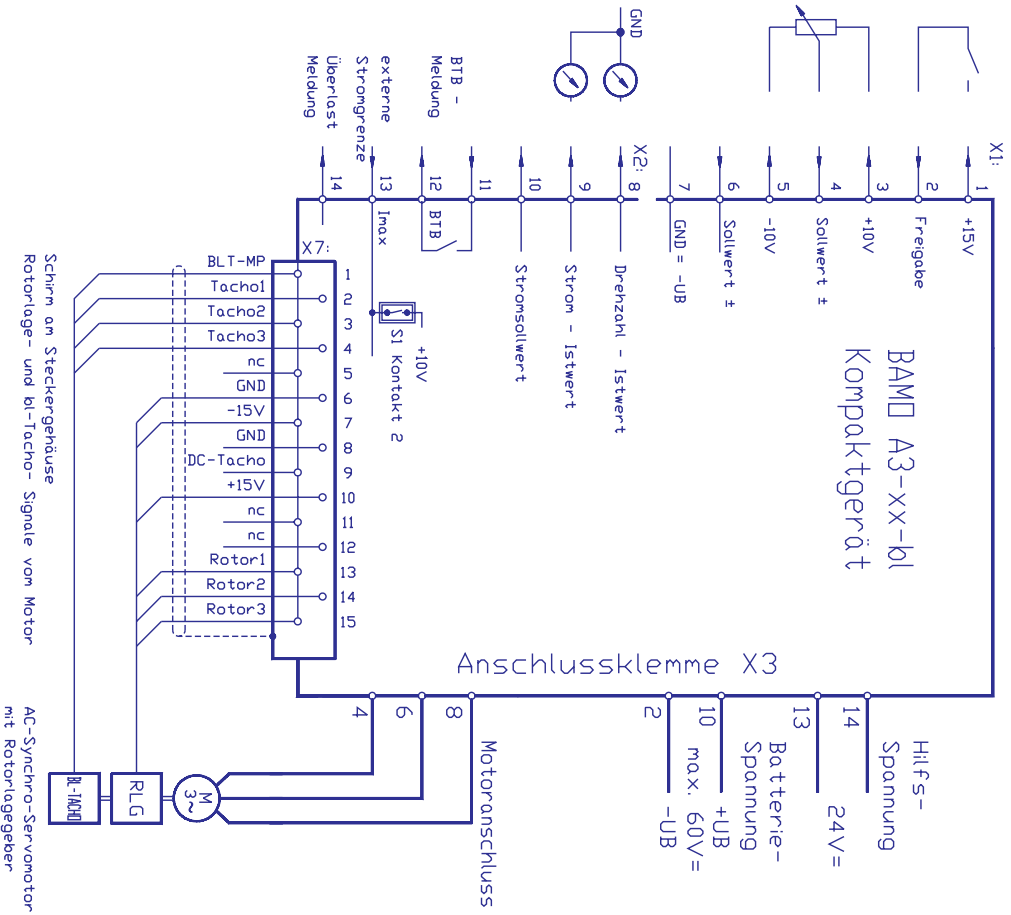 X1:
1
+15V
2
Freigabe
3
+10V
4
Sollwert ±
5
-10V
6
Sollwert ±
7
GND = -UB
X2:
GND
8
Drehzahl - Istwert
9
Strom - Istwert
10
Stromsollwert
11
12
BTB
BTB -
Meldung
13
Imax
externe
Stromgrenze
14
Überlast
Meldung
S1 Kontakt 2
+10V
BAMO A3-xx-bl
Kompaktgerät
X7:
BLT-MP 1
Tacho1 2
Tacho2 3
Tacho3 4
nc 5
GND 6
-15V 7
GND 8
DC-Tacho 9
+15V 10
nc 11
nc 12
Rotor1 13
Rotor2 14
Rotor3 15
Schirm am Steckergehäuse
Rotorlage- und bl-Tacho- Signale vom Motor
Anschlussklemme X3
4
6
8
2
10
13
14
Motoranschluss
Hilfs-
Spannung
24V=
Batterie-
Spannung
+UB
max. 60V=
-UB
M
3~
RLG
BL-TACHO
AC-Synchro-Servomotor
mit Rotorlagegeber